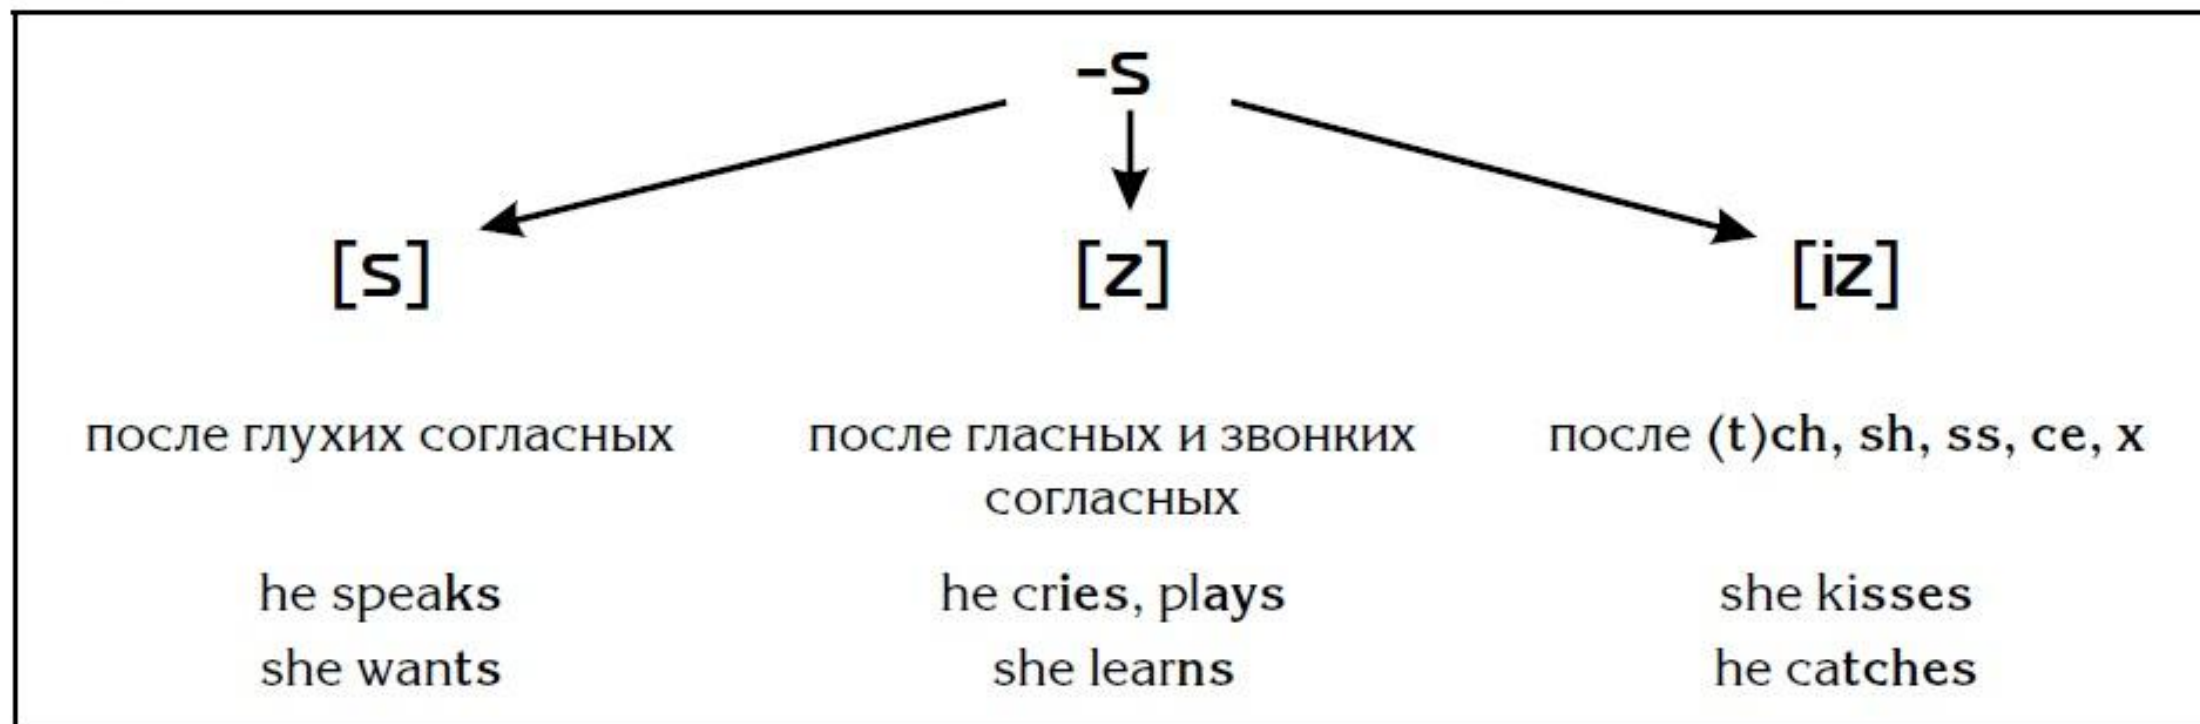 -s
[s] [z] [iz]
после глухих согласных
после гласных и звонких
согласных
после (t)ch, sh, ss, ce, x
he speaks
she wants
he cries, plays
she learns
she kisses
he catches